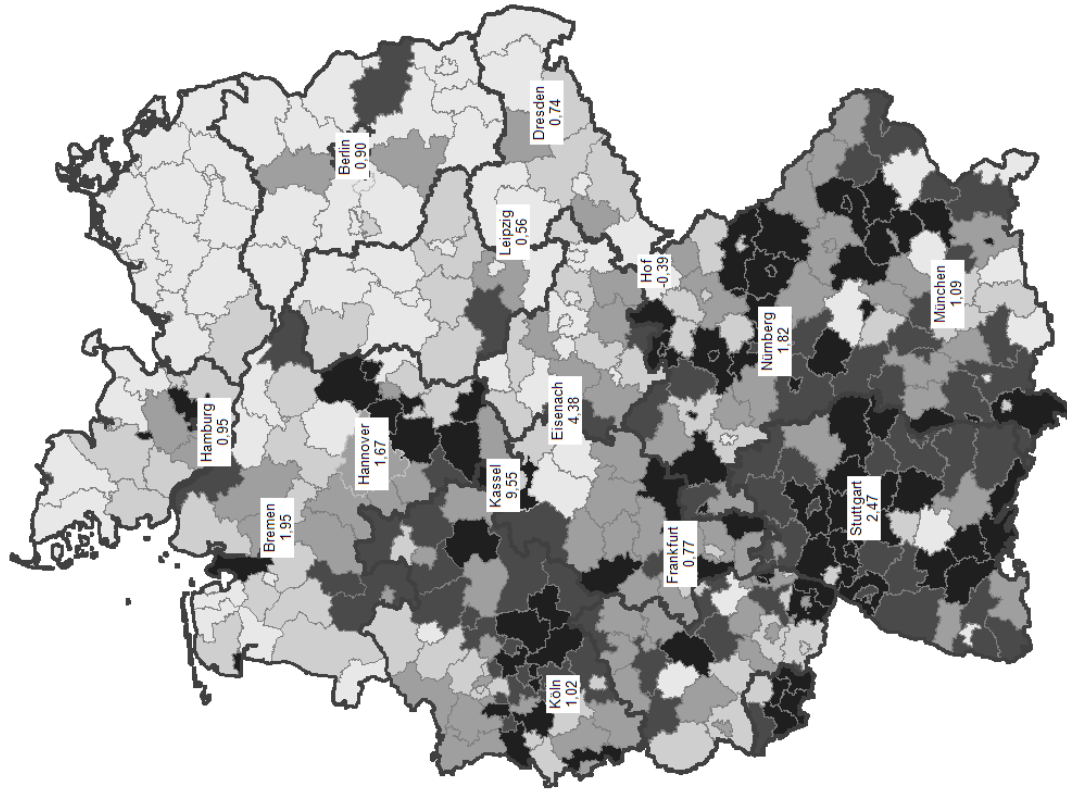 Hamburg
0,95
Bremen
1,95
Hannover
1,67
Berlin
0,90
Kassel
9,55
Leipzig
0,56
Dresden
0,74
Köln
1,02
Eisenach
4,38
Hof
-0,39
Frankfurt
0,77
Nürnberg
1,82
Stuttgart
2,47
München
1,09